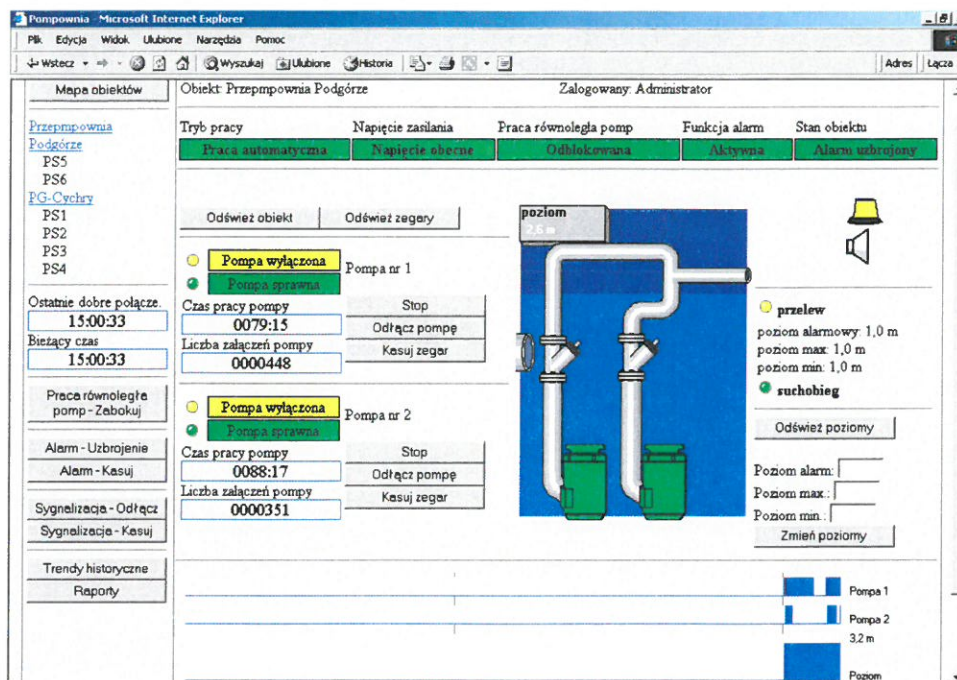 Pompownia - Microsoft Internet Explorer
Plik Edycja Widok Ulubione Narzędzia Pomoc
Wstecz Wyszukaj Ulubione Historia Adres Łącza
Mapa obiektów
Obiekt: Przepmpownia Podgórze
Zalogowany: Administrator
Przepmpownia
Podgórze
PS5
PS6
PG-Cychry
PS1
PS2
PS3
PS4
Ostatnie dobre połącze.
15:00:33
Bieżący czas
15:00:33
Praca równoległa
pomp - Zabokuj
Alarm - Uzbrojenie
Alarm - Kasuj
Sygnalizacja - Odłącz
Sygnalizacja - Kasuj
Trendy historyczne
Raporty
Tryb pracy Napięcie zasilania Praca równoległa pomp Funkcja alarm Stan obiektu
Praca automatyczna Napięcie obecne Odblokowana Aktywna Alarm uzbrojony
Odśwież obiekt Odśwież zegary
Pompa wyłączona
Pompa nr 1
Pompa sprawna
Czas pracy pompy Stop
0079:15 Odłącz pompę
Liczba załączeń pompy Kasuj zegar
0000448
Pompa wyłączona
Pompa nr 2
Pompa sprawna
Czas pracy pompy Stop
0088:17 Odłącz pompę
Liczba załączeń pompy Kasuj zegar
0000351
poziom
2,6 m
przelew
poziom alarmowy: 1,0 m
poziom max: 1,0 m
poziom min: 1,0 m
suchobieg
Odśwież poziomy
Poziom alarm:
Poziom max.:
Poziom min.:
Zmień poziomy
Pompa 1
Pompa 2
3,2 m
Poziom